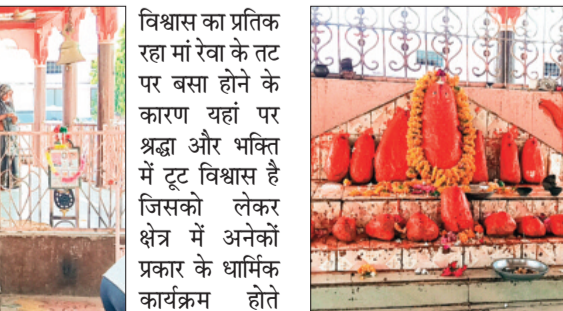 विश्वास का प्रतिक
रहा मां रेवा के तट
पर बसा होने के
कारण यहां पर
श्रद्धा और भक्ति
में टूट विश्वास है
जिसको लेकर
क्षेत्र में अनेकों
प्रकार के धार्मिक
कार्यक्रम होते